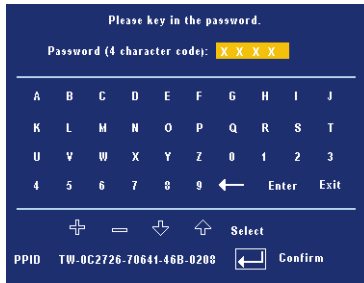 Please key in the password.
Password (4 character code): X X X X
A B C D E F G H I J
K L M N O P Q R S T
U V W X Y Z 0 1 2 3
4 5 6 7 8 9 ← Enter Exit
Select
PPID TW-0C2726-70641-46B-0208 Confirm